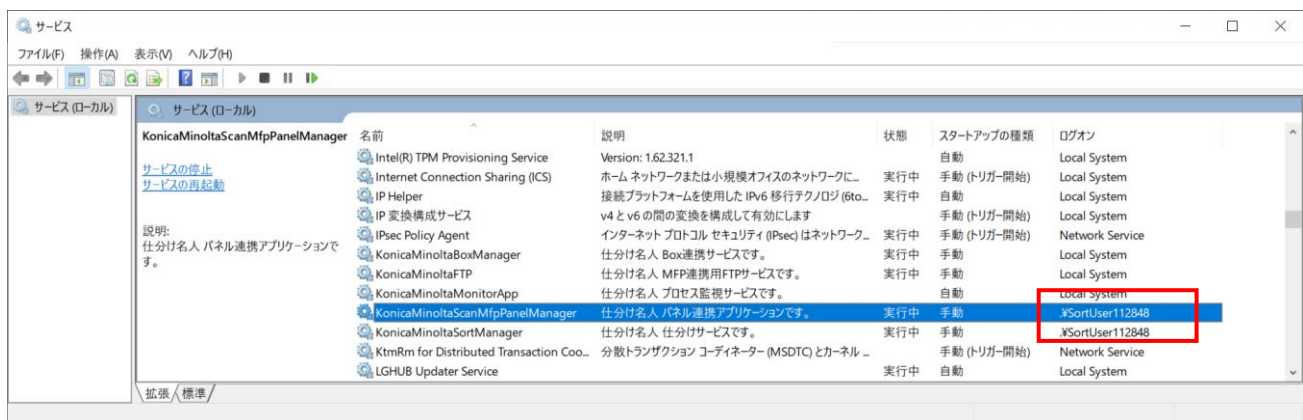 サービス
ファイル(F) 操作(A) 表示(V) ヘルプ(H)
サービス (ローカル)
サービス (ローカル)
KonicaMinoltaScanMfpPanelManager
サービスの停止
サービスの再起動
説明:
仕分け名人 パネル連携アプリケーションで
す。
名前 説明 状態 スタートアップの種類 ログオン
Intel(R) TPM Provisioning Service Version: 1.62.321.1 自動 Local System
Internet Connection Sharing (ICS) ホーム ネットワークまたは小規模オフィスのネットワークに... 実行中 手動 (トリガー開始) Local System
IP Helper 接続プラットフォームを使用した IPv6 移行テクノロジ (6to... 実行中 自動 Local System
IP 変換構成サービス v4 と v6 の間の変換を構成して有効にします 手動 (トリガー開始) Local System
IPsec Policy Agent インターネット プロトコル セキュリティ (IPsec) はネットワーク... 実行中 手動 (トリガー開始) Network Service
KonicaMinoltaBoxManager 仕分け名人 Box連携サービスです。 実行中 手動 Local System
KonicaMinoltaFTP 仕分け名人 MFP連携用FTPサービスです。 実行中 手動 Local System
KonicaMinoltaMonitorApp 仕分け名人 プロセス監視サービスです。 自動 Local System
KonicaMinoltaScanMfpPanelManager 仕分け名人 パネル連携アプリケーションです。 実行中 手動 .¥SortUser112848
KonicaMinoltaSortManager 仕分け名人 仕分けサービスです。 実行中 手動 .¥SortUser112848
KtmRm for Distributed Transaction Coo... 分散トランザクション コーディネーター (MSDTC) とカーネル ... 手動 (トリガー開始) Network Service
LGHUB Updater Service 実行中 自動 Local System
拡張 標準